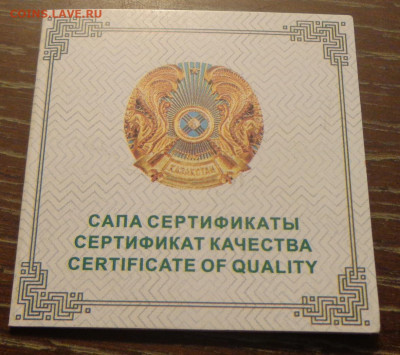 COINS.LAVE.RU
ҚАЗАҚСТАН
САПА СЕРТИФИКАТЫ
СЕРТИФИКАТ КАЧЕСТВА
CERTIFICATE OF QUALITY